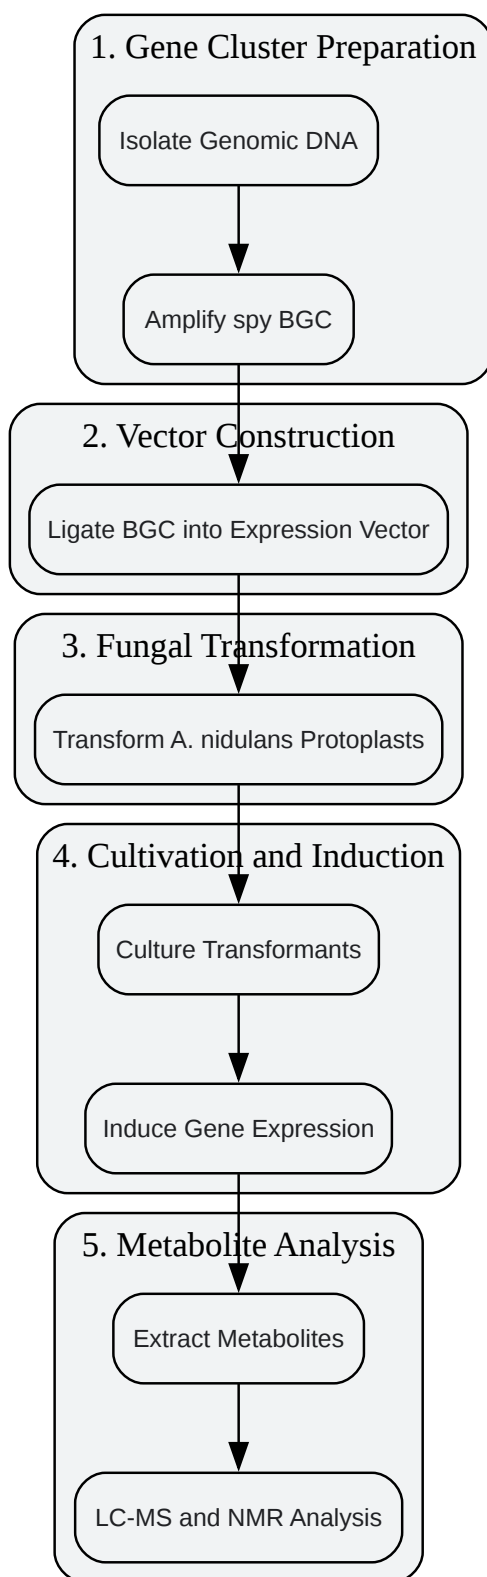 1. Gene Cluster Preparation
Isolate Genomic DNA
Amplify spy BGC
2. Vector Construction
Ligate BGC into Expression Vector
3. Fungal Transformation
Transform A. nidulans Protoplasts
4. Cultivation and Induction
Culture Transformants
Induce Gene Expression
5. Metabolite Analysis
Extract Metabolites
LC-MS and NMR Analysis